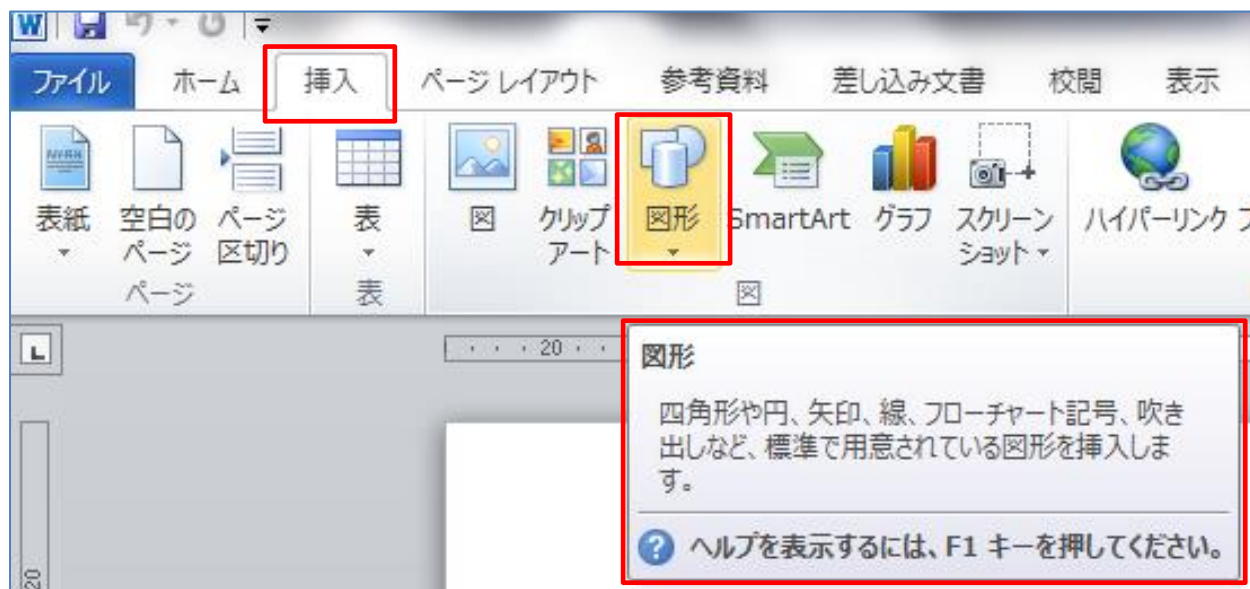 W
ファイル ホーム 挿入 ページ レイアウト 参考資料 差し込み文書 校閲 表示
表紙 空白の ページ 表 図 クリップ 図形 SmartArt グラフ スクリーン ハイパーリンク
ページ 区切り アート ショット
ページ 表 図
L
20
図形
四角形や円、矢印、線、フローチャート記号、吹き
出しなど、標準で用意されている図形を挿入しま
す。
? ヘルプを表示するには、F1 キーを押してください。
20